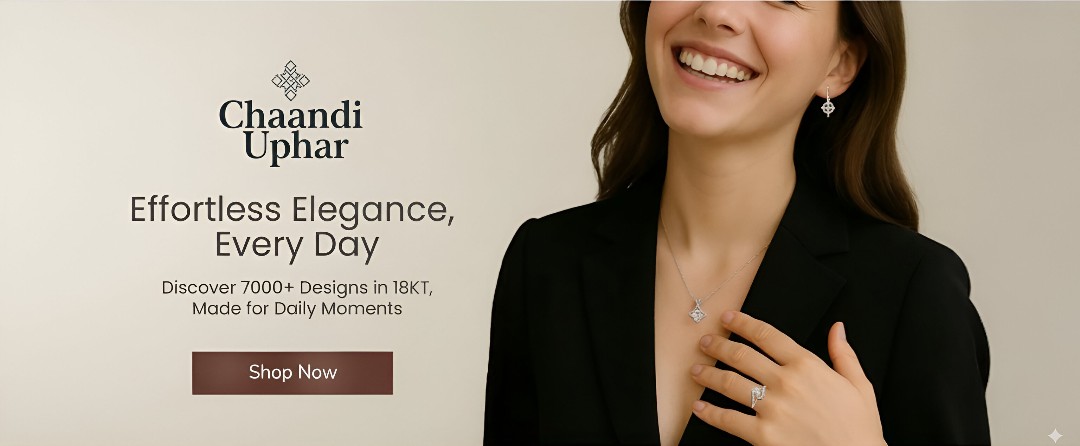 Chaandi
Uphar
Effortless Elegance,
Every Day
Discover 7000+ Designs in 18KT,
Made for Daily Moments
Shop Now